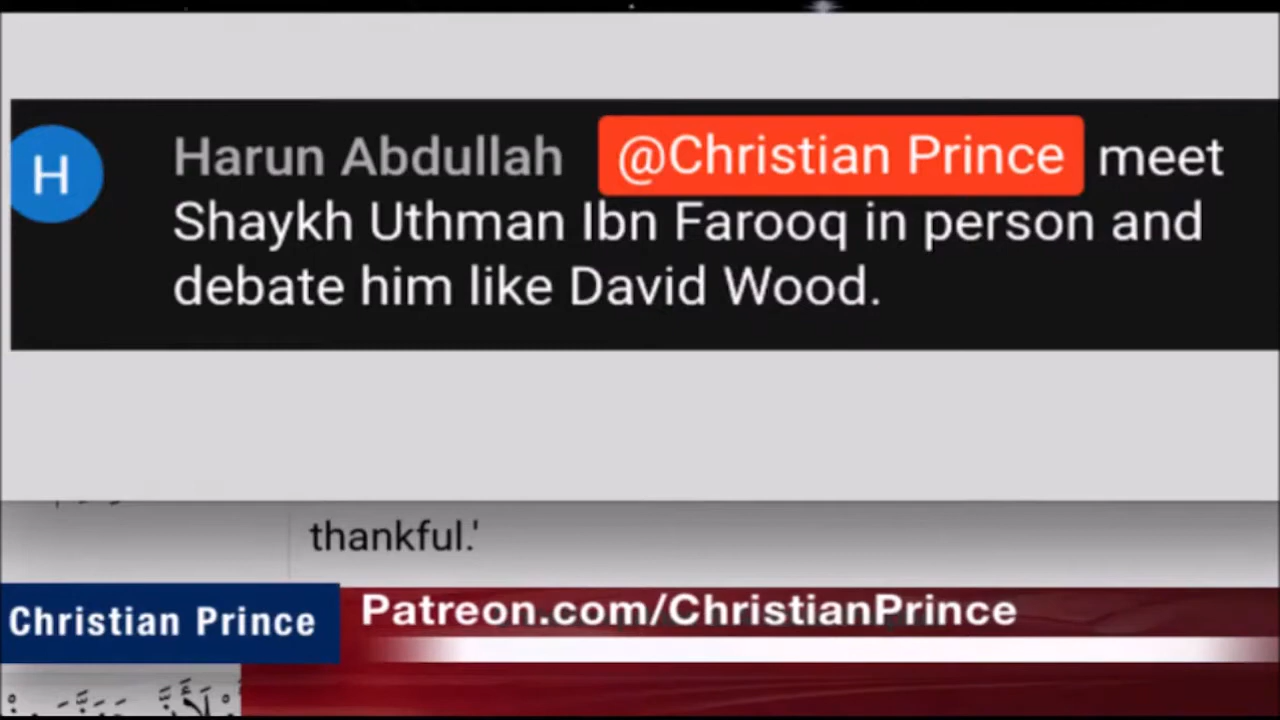 H
Harun Abdullah @Christian Prince meet
Shaykh Uthman Ibn Farooq in person and
debate him like David Wood.
thankful.'
Christian Prince
Patreon.com/ChristianPrince